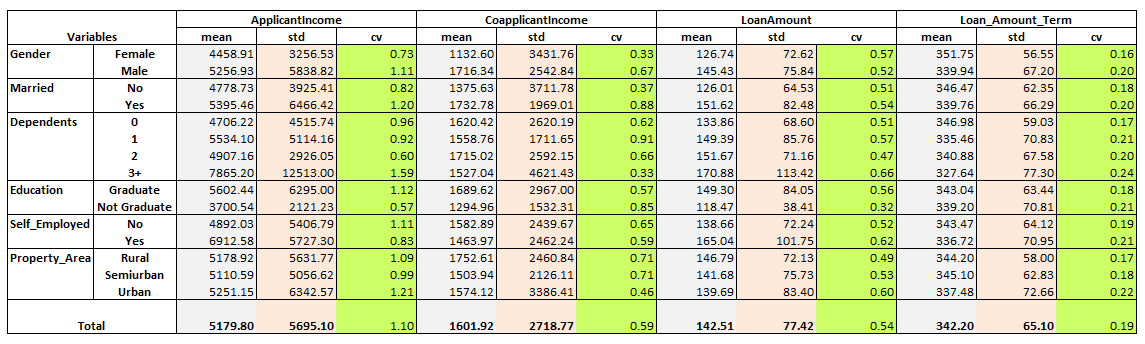 ApplicantIncome CoapplicantIncome LoanAmount Loan_Amount_Term
Variables mean std cv mean std cv mean std cv mean std cv
Gender Female 4458.91 3256.53 0.73 1132.60 3431.76 0.33 126.74 72.62 0.57 351.75 56.55 0.16
Male 5256.93 5838.82 1.11 1716.34 2542.84 0.67 145.43 75.84 0.52 339.94 67.20 0.20
Married No 4778.73 3925.41 0.82 1375.63 3711.78 0.37 126.01 64.53 0.51 346.47 62.35 0.18
Yes 5395.46 6466.42 1.20 1732.78 1969.01 0.88 151.62 82.48 0.54 339.76 66.29 0.20
Dependents 0 4706.22 4515.74 0.96 1620.42 2620.19 0.62 133.86 68.60 0.51 346.98 59.03 0.17
1 5534.10 5114.16 0.92 1558.76 1711.65 0.91 149.39 85.76 0.57 335.46 70.83 0.21
2 4907.16 2926.05 0.60 1715.02 2592.15 0.66 151.67 71.16 0.47 340.88 67.58 0.20
3+ 7865.20 12513.00 1.59 1527.04 4621.43 0.33 170.88 113.42 0.66 327.64 77.30 0.24
Education Graduate 5602.44 6295.00 1.12 1689.62 2967.00 0.57 149.30 84.05 0.56 343.04 63.44 0.18
Not Graduate 3700.54 2121.23 0.57 1294.96 1532.31 0.85 118.47 38.41 0.32 339.20 70.81 0.21
Self_Employed No 4892.03 5406.79 1.11 1582.89 2439.67 0.65 138.66 72.24 0.52 343.47 64.12 0.19
Yes 6912.58 5727.30 0.83 1463.97 2462.24 0.59 165.04 101.75 0.62 336.72 70.95 0.21
Property_Area Rural 5178.92 5631.77 1.09 1752.61 2460.84 0.71 146.79 72.13 0.49 344.20 58.00 0.17
Semiurban 5110.59 5056.62 0.99 1503.94 2126.11 0.71 141.68 75.73 0.53 345.10 62.83 0.18
Urban 5251.15 6342.57 1.21 1574.12 3386.41 0.46 139.69 83.40 0.60 337.48 72.66 0.22
Total 5179.80 5695.10 1.10 1601.92 2718.77 0.59 142.51 77.42 0.54 342.20 65.10 0.19